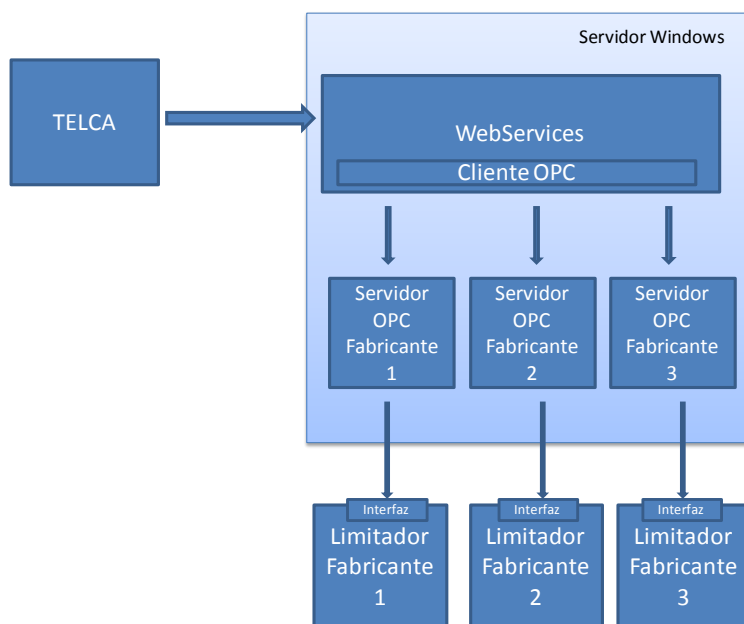 Servidor Windows
TELCA
WebServices
Cliente OPC
Servidor
OPC
Fabricante
1
Servidor
OPC
Fabricante
2
Servidor
OPC
Fabricante
3
Interfaz
Limitador
Fabricante
1
Interfaz
Limitador
Fabricante
2
Interfaz
Limitador
Fabricante
3